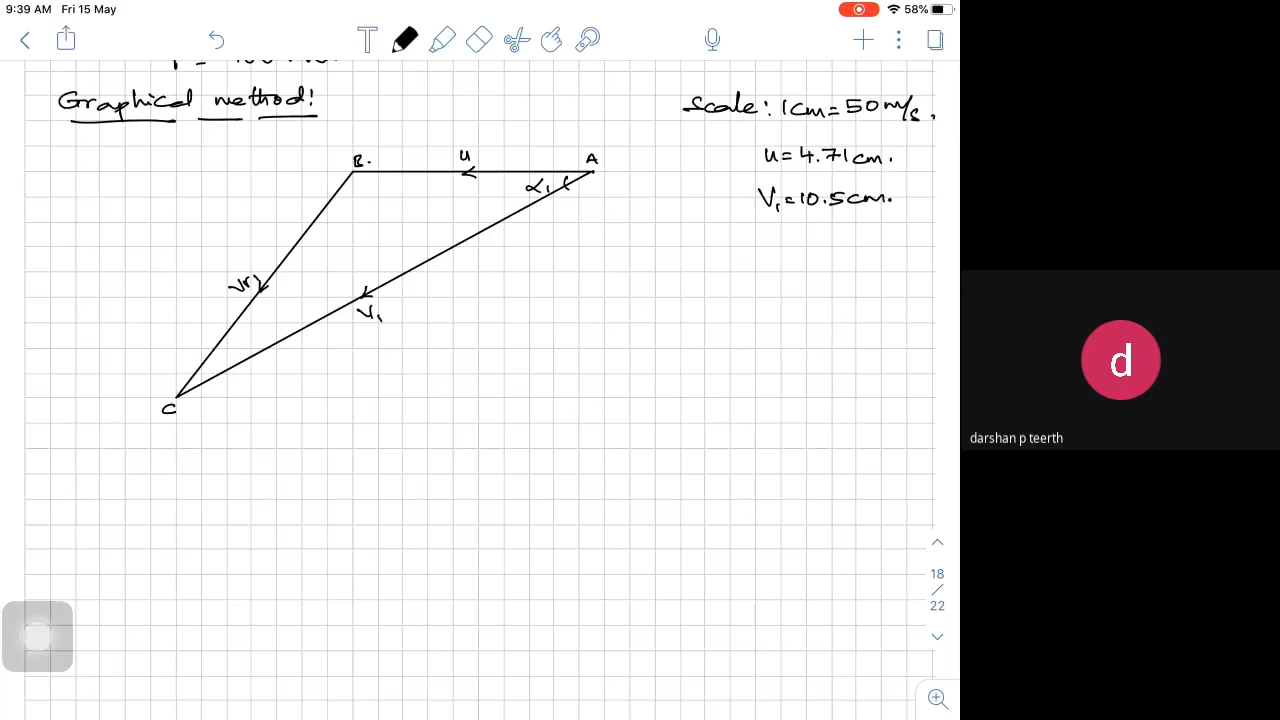 9:39 AM Fri 15 May
58%
Graphical method!
Scale: 1cm = 50 m/s.
u = 4.71 cm.
V₁ = 10.5 cm.
B.
u
A
α₁
Vr₁
V₁
C
d
darshan p teerth
18
/
22